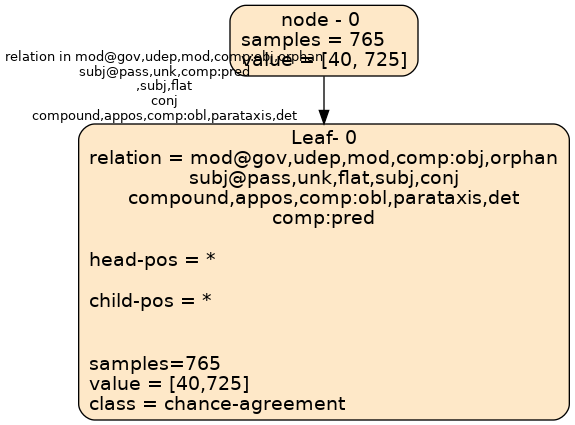 node - 0
samples = 765
value = [40, 725]
relation in mod@gov,udep,mod,comp:obj,orphan
subj@pass,unk,comp:pred
,subj,flat
conj
compound,appos,comp:obl,parataxis,det
Leaf- 0
relation = mod@gov,udep,mod,comp:obj,orphan
subj@pass,unk,flat,subj,conj
compound,appos,comp:obl,parataxis,det
comp:pred
head-pos = *
child-pos = *
samples=765
value = [40,725]
class = chance-agreement